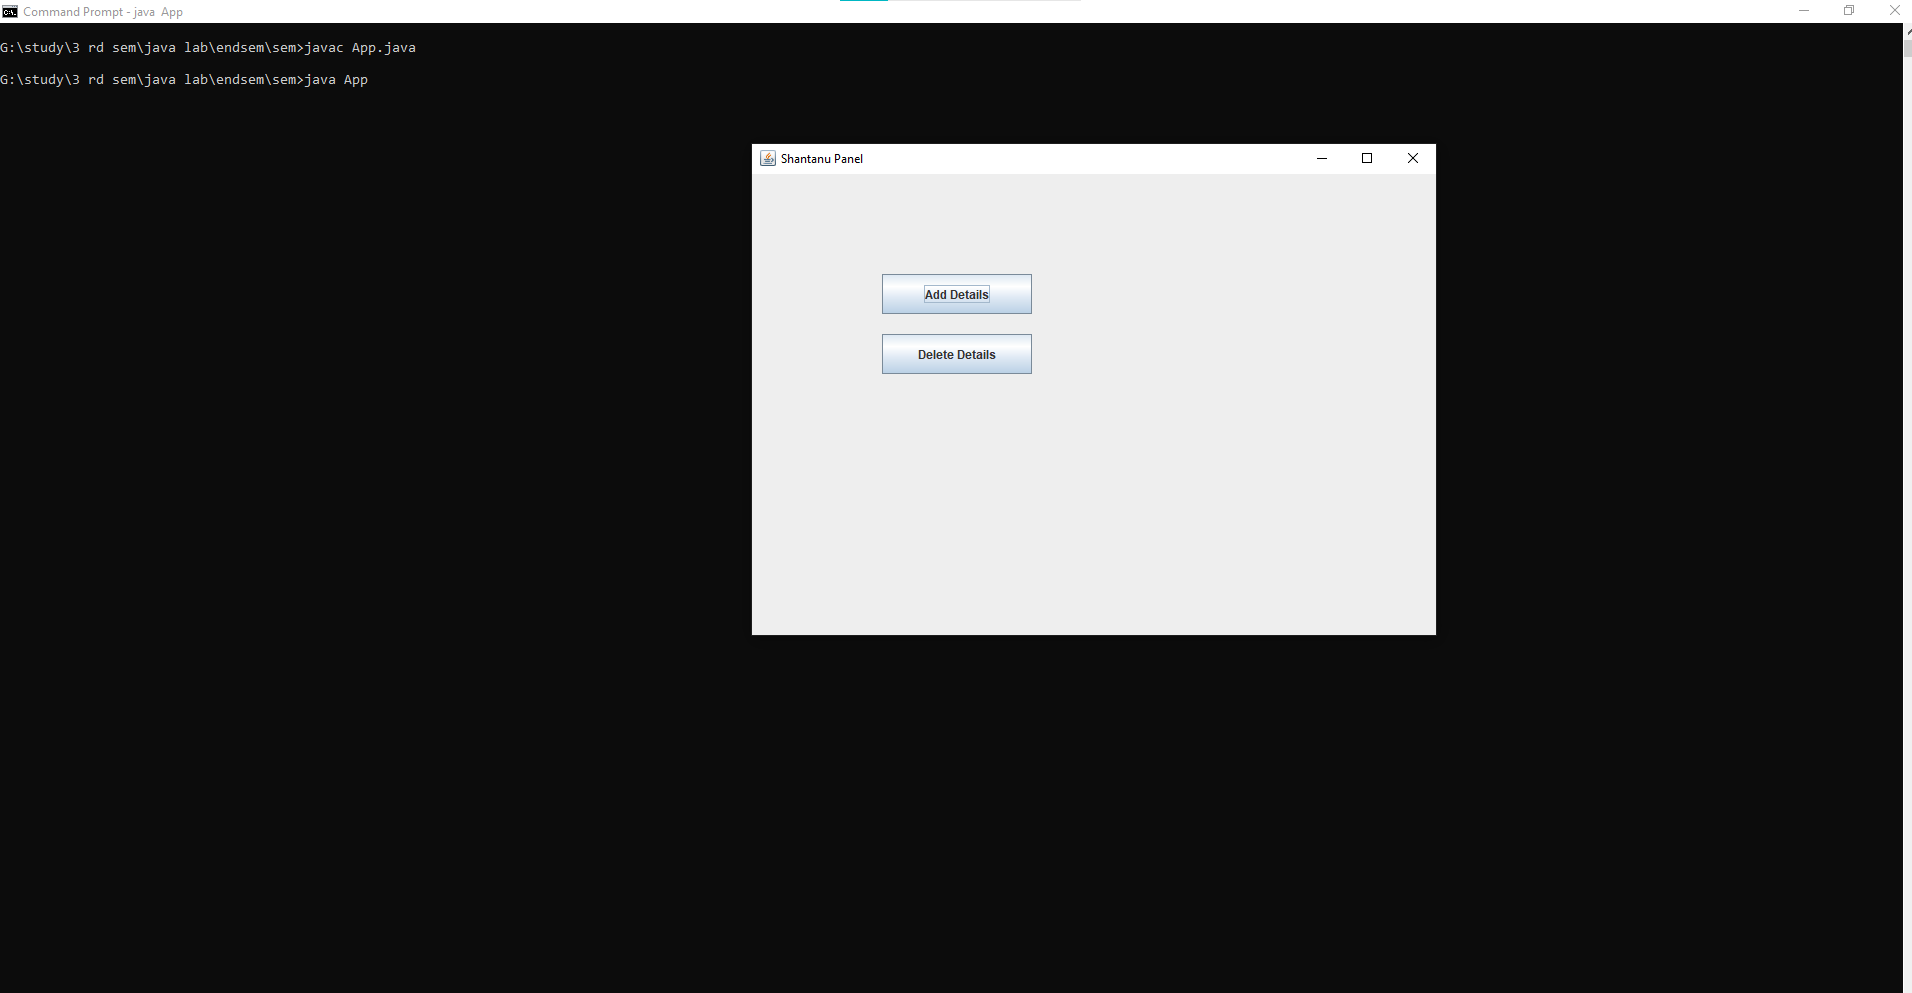 Command Prompt - java  App
G:\study\3 rd sem\java lab\endsem\sem>javac App.java
G:\study\3 rd sem\java lab\endsem\sem>java App
Shantanu Panel
Add Details
Delete Details